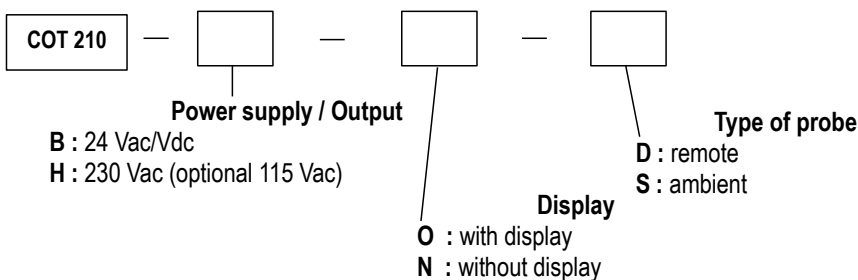 COT 210 — — —
Power supply / Output
B : 24 Vac/Vdc
H : 230 Vac (optional 115 Vac)
Type of probe
D : remote
S : ambient
Display
O : with display
N : without display